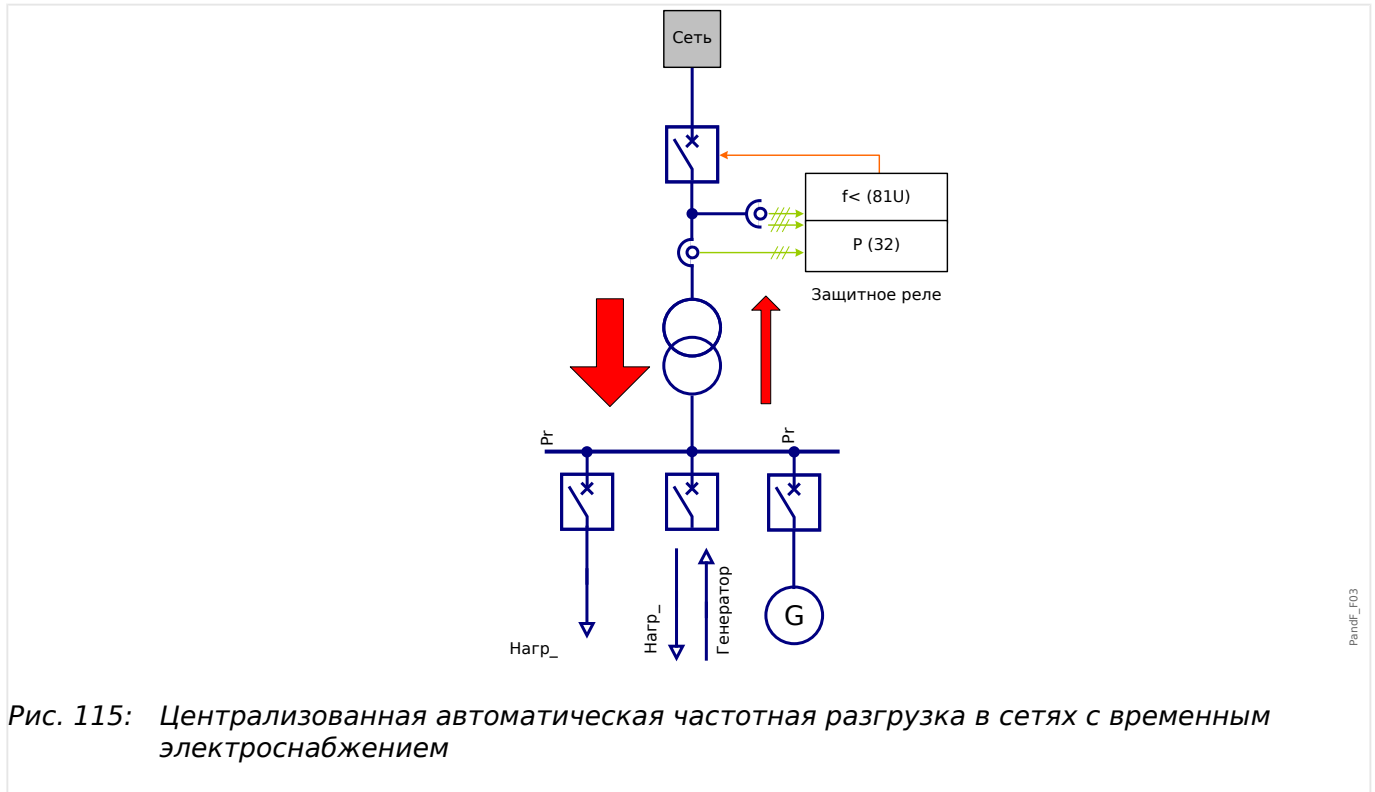 Сеть
f< (81U)
P (32)
Защитное реле
Pr
Pr
Нагр_
Нагр_
Генератор
G
PandF_F03
Рис. 115: Централизованная автоматическая частотная разгрузка в сетях с временным
электроснабжением